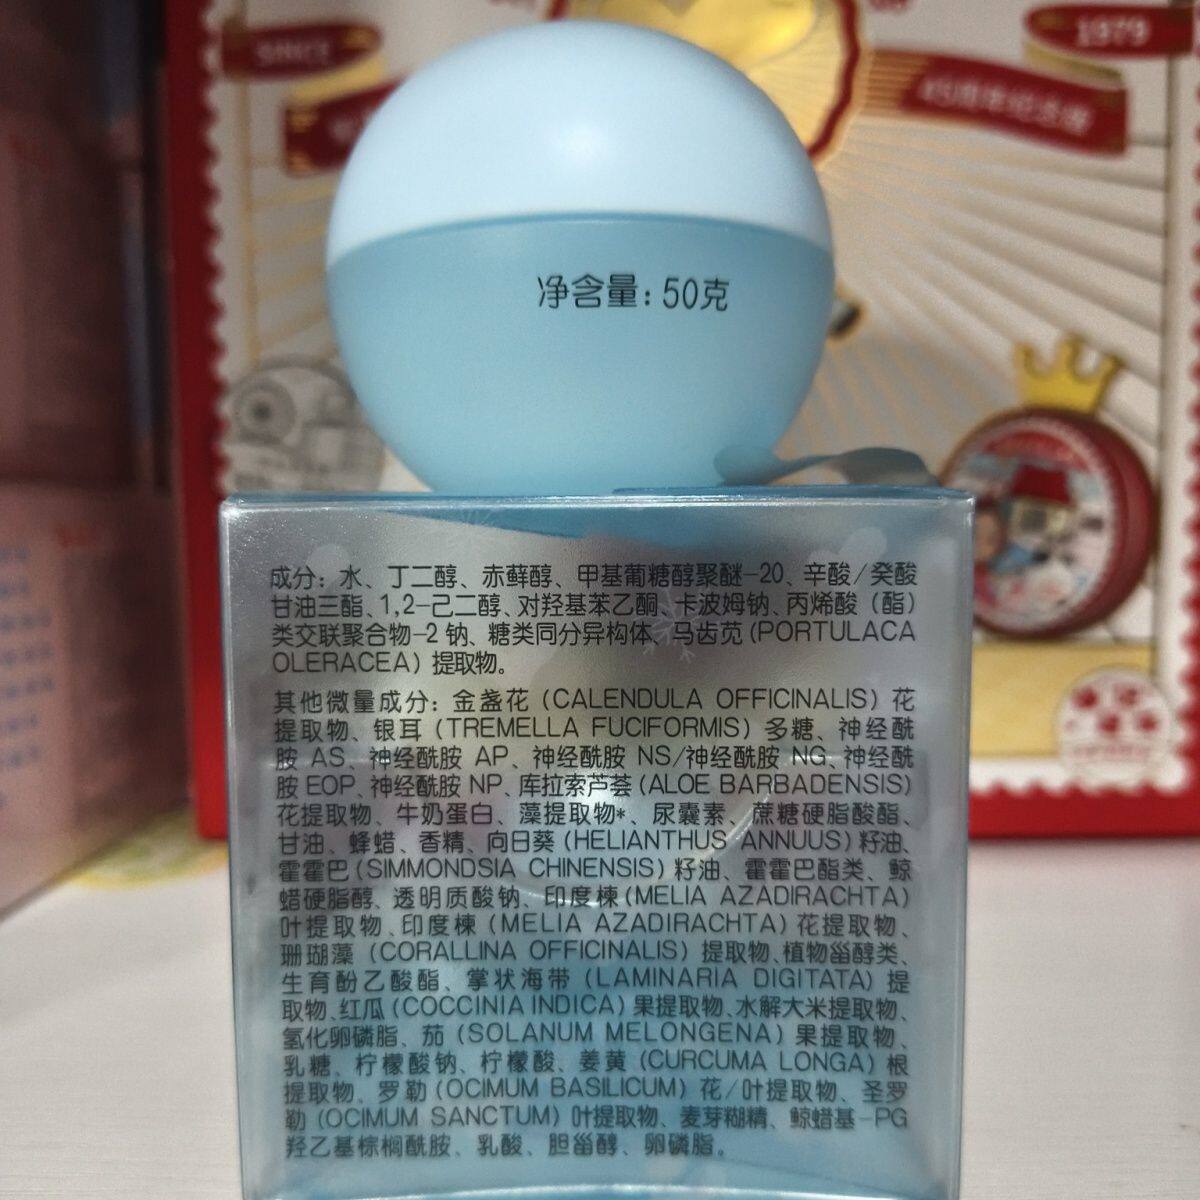 SINCE
1979
45周年纪念版
净含量:50克
成分：水、丁二醇、赤藓醇、甲基葡糖醇聚醚-20、辛酸/癸酸
甘油三酯、1,2-己二醇、对羟基苯乙酮、卡波姆钠、丙烯酸（酯）
类交联聚合物-2钠、糖类同分异构体、马齿苋(PORTULACA
OLERACEA)提取物。
其他微量成分：金盏花(CALENDULA OFFICINALIS)花
提取物、银耳(TREMELLA FUCIFORMIS)多糖、神经酰
胺 AS、神经酰胺 AP、神经酰胺 NS/神经酰胺 NG、神经酰
胺 EOP、神经酰胺 NP、库拉索芦荟(ALOE BARBADENSIS)
花提取物、牛奶蛋白、藻提取物*、尿囊素、蔗糖硬脂酸酯、
甘油、蜂蜡、香精、向日葵(HELIANTHUS ANNUUS)籽油、
霍霍巴(SIMMONDSIA CHINENSIS)籽油、霍霍巴酯类、鲸
蜡硬脂醇、透明质酸钠、印度楝(MELIA AZADIRACHTA)
叶提取物、印度楝(MELIA AZADIRACHTA)花提取物、
珊瑚藻(CORALLINA OFFICINALIS)提取物、植物甾醇类、
生育酚乙酸酯、掌状海带(LAMINARIA DIGITATA)提
取物、红瓜(COCCINIA INDICA)果提取物、水解大米提取物、
氢化卵磷脂、茄(SOLANUM MELONGENA)果提取物、
乳糖、柠檬酸钠、柠檬酸、姜黄(CURCUMA LONGA)根
提取物、罗勒(OCIMUM BASILICUM)花/叶提取物、圣罗
勒(OCIMUM SANCTUM)叶提取物、麦芽糊精、鲸蜡基-PG
羟乙基棕榈酰胺、乳酸、胆甾醇、卵磷脂。